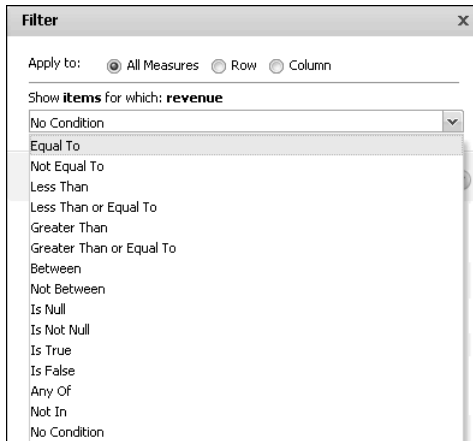 Filter x
Apply to: All Measures Row Column
Show items for which: revenue
No Condition
Equal To
Not Equal To
Less Than
Less Than or Equal To
Greater Than
Greater Than or Equal To
Between
Not Between
Is Null
Is Not Null
Is True
Is False
Any Of
Not In
No Condition